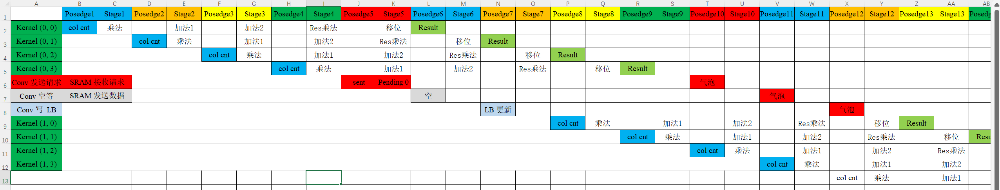 A B C D E F G H I J K L M N O P Q R S T U V W X Y Z AA AB
1 Posedge1 Stage1 Posedge2 Stage2 Posedge3 Stage3 Posedge4 Stage4 Posedge5 Stage5 Posedge6 Stage6 Posedge7 Stage7 Posedge8 Stage8 Posedge9 Stage9 Posedge10 Stage10 Posedge11 Stage11 Posedge12 Stage12 Posedge13 Stage13 Posedg
2 Kernel (0, 0) col cnt 乘法 加法1 加法2 Res乘法 移位 Result
3 Kernel (0, 1) col cnt 乘法 加法1 加法2 Res乘法 移位 Result
4 Kernel (0, 2) col cnt 乘法 加法1 加法2 Res乘法 移位 Result
5 Kernel (0, 3) col cnt 乘法 加法1 加法2 Res乘法 移位 Result
6 Conv 发送请求 SRAM 接收请求 sent Pending 0 气泡
7 Conv 空等 SRAM 发送数据 空 气泡
8 Conv 写 LB LB 更新 气泡
9 Kernel (1, 0) col cnt 乘法 加法1 加法2 Res乘法 移位 Result
10 Kernel (1, 1) col cnt 乘法 加法1 加法2 Res乘法 移位 Resu
11 Kernel (1, 2) col cnt 乘法 加法1 加法2 Res乘法
12 Kernel (1, 3) col cnt 乘法 加法1 加法2
13 col cnt 乘法 加法1